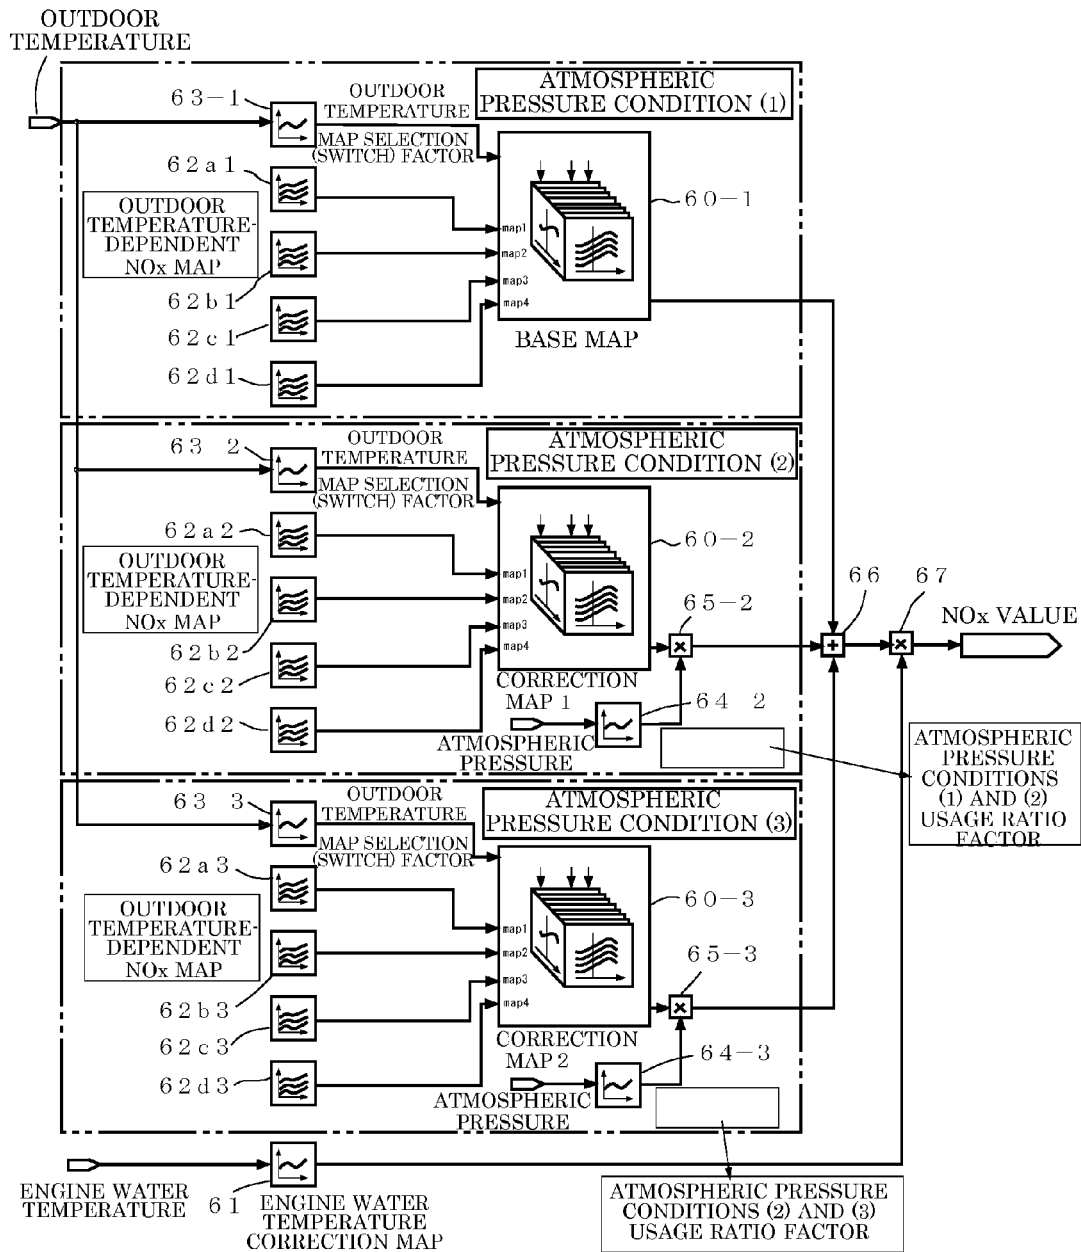 OUTDOOR
TEMPERATURE
ATMOSPHERIC
PRESSURE CONDITION (1)
63-1
OUTDOOR
TEMPERATURE
MAP SELECTION
(SWITCH) FACTOR
62a1
OUTDOOR
TEMPERATURE-
DEPENDENT
NOx MAP
62b1
62c1
62d1
map1
map2
map3
map4
60-1
BASE MAP
ATMOSPHERIC
PRESSURE CONDITION (2)
63 2
OUTDOOR
TEMPERATURE
MAP SELECTION
(SWITCH) FACTOR
62a2
OUTDOOR
TEMPERATURE-
DEPENDENT
NOx MAP
62b2
62c2
62d2
map1
map2
map3
map4
60-2
65-2
CORRECTION
MAP 1
64 2
ATMOSPHERIC
PRESSURE
66
67
NOx VALUE
ATMOSPHERIC
PRESSURE
CONDITIONS
(1) AND (2)
USAGE RATIO
FACTOR
ATMOSPHERIC
PRESSURE CONDITION (3)
63 3
OUTDOOR
TEMPERATURE
MAP SELECTION
(SWITCH) FACTOR
62a3
OUTDOOR
TEMPERATURE-
DEPENDENT
NOx MAP
62b3
62c3
62d3
map1
map2
map3
map4
60-3
65-3
CORRECTION
MAP 2
64-3
ATMOSPHERIC
PRESSURE
ENGINE WATER
TEMPERATURE
61
ENGINE WATER
TEMPERATURE
CORRECTION MAP
ATMOSPHERIC PRESSURE
CONDITIONS (2) AND (3)
USAGE RATIO FACTOR